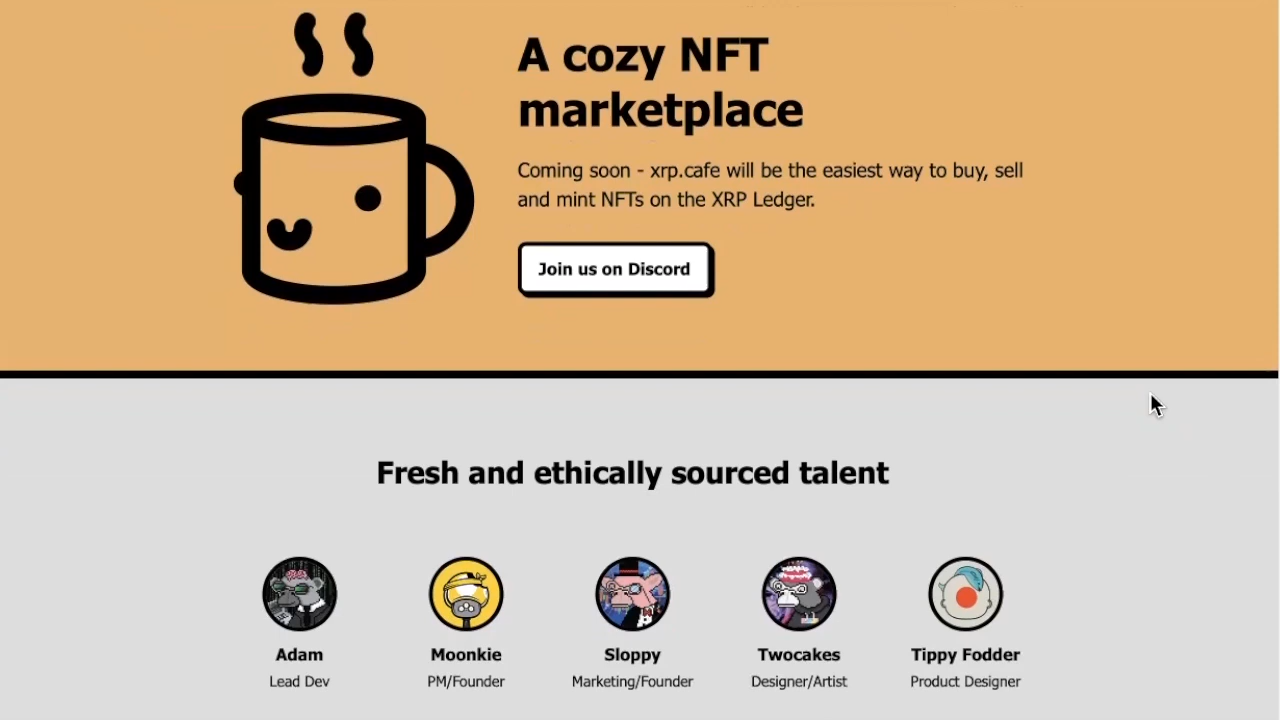 A cozy NFT
marketplace
Coming soon - xrp.cafe will be the easiest way to buy, sell
and mint NFTs on the XRP Ledger.
Join us on Discord
Fresh and ethically sourced talent
Adam
Moonkie
Sloppy
Twocakes
Tippy Fodder
Lead Dev
PM/Founder
Marketing/Founder
Designer/Artist
Product Designer